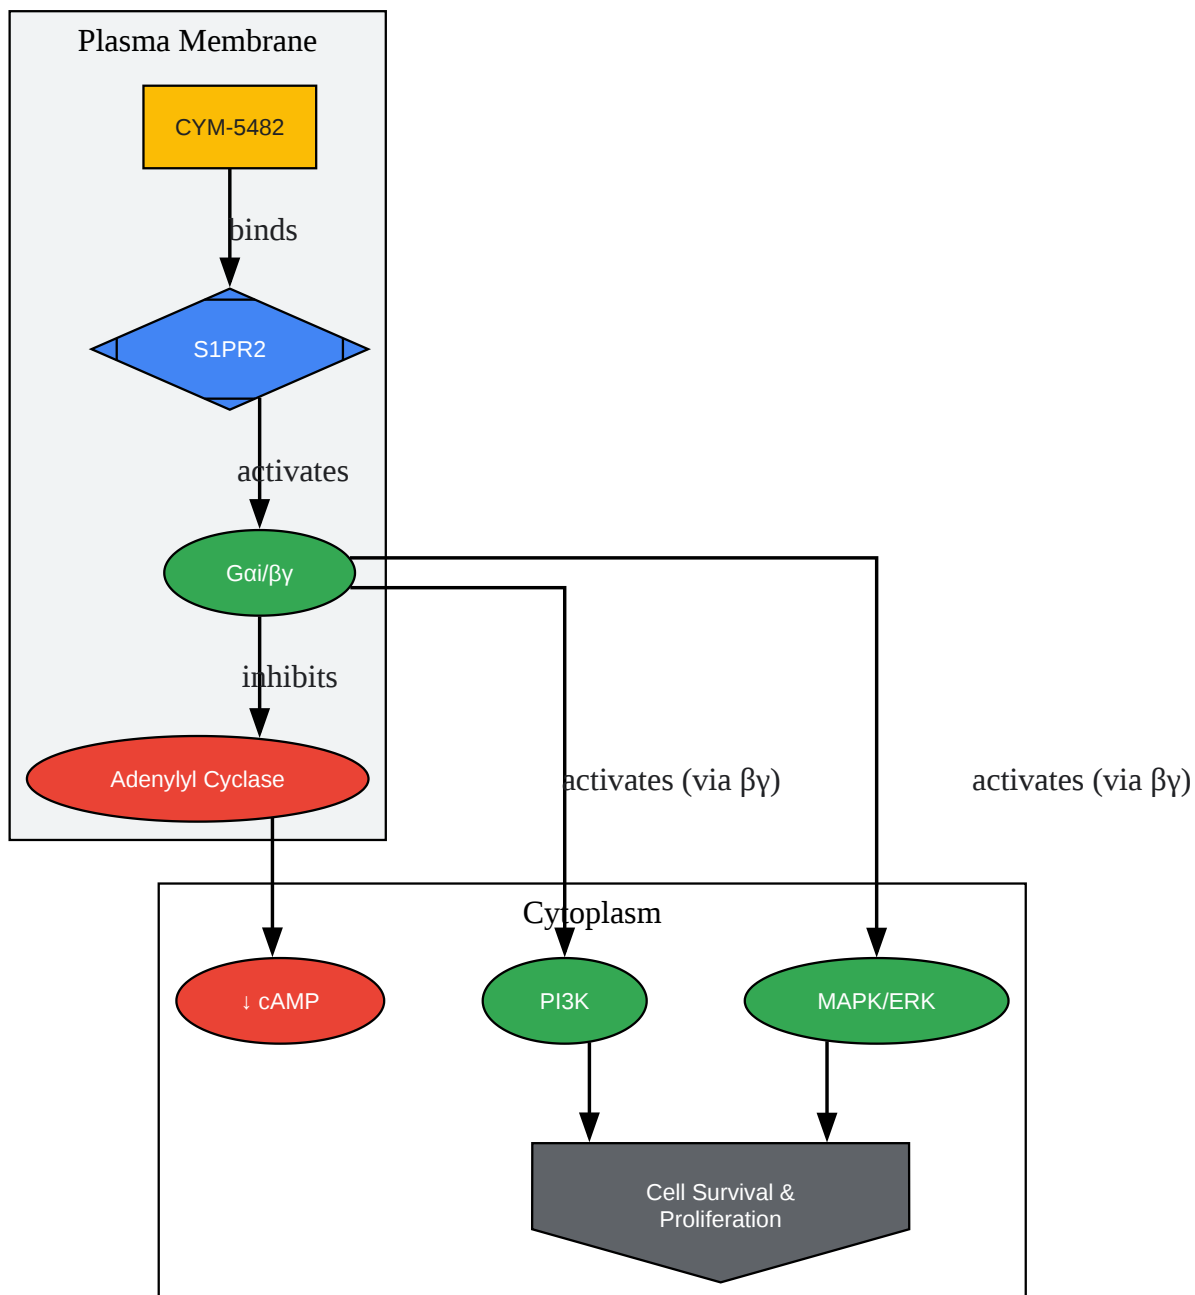 Plasma Membrane
CYM-5482
binds
S1PR2
activates
Gαi/βγ
inhibits
Adenylyl Cyclase
activates (via βγ)
activates (via βγ)
Cytoplasm
↓ cAMP
PI3K
MAPK/ERK
Cell Survival &
Proliferation